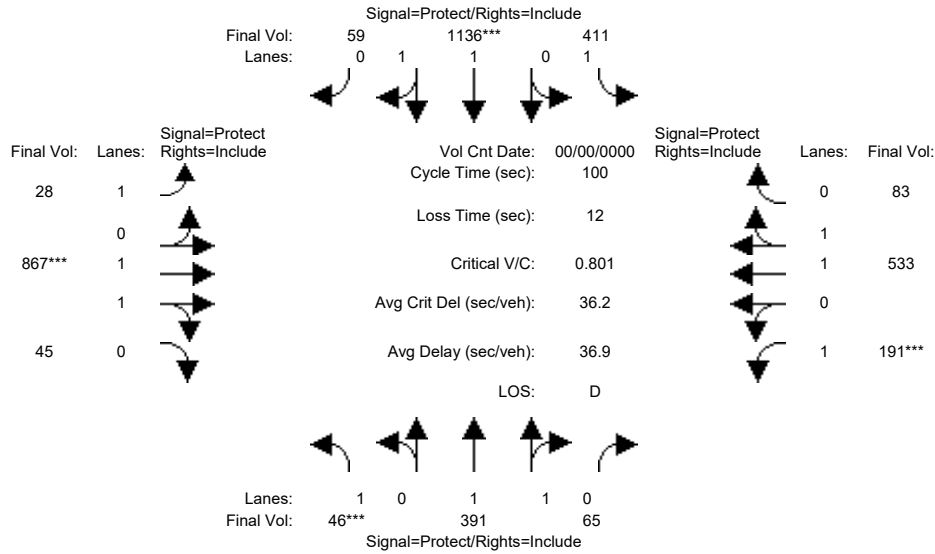 Signal=Protect/Rights=Include
Final Vol: 59 1136*** 411
Lanes: 0 1 1 0 1
Signal=Protect Signal=Protect
Final Vol: Lanes: Rights=Include Vol Cnt Date: 00/00/0000 Rights=Include Lanes: Final Vol:
Cycle Time (sec): 100
28 1 0 83
Loss Time (sec): 12
0 1
867*** 1 Critical V/C: 0.801 1 533
1 Avg Crit Del (sec/veh): 36.2 0
45 0 Avg Delay (sec/veh): 36.9 1 191***
LOS: D
Lanes: 1 0 1 1 0
Final Vol: 46*** 391 65
Signal=Protect/Rights=Include